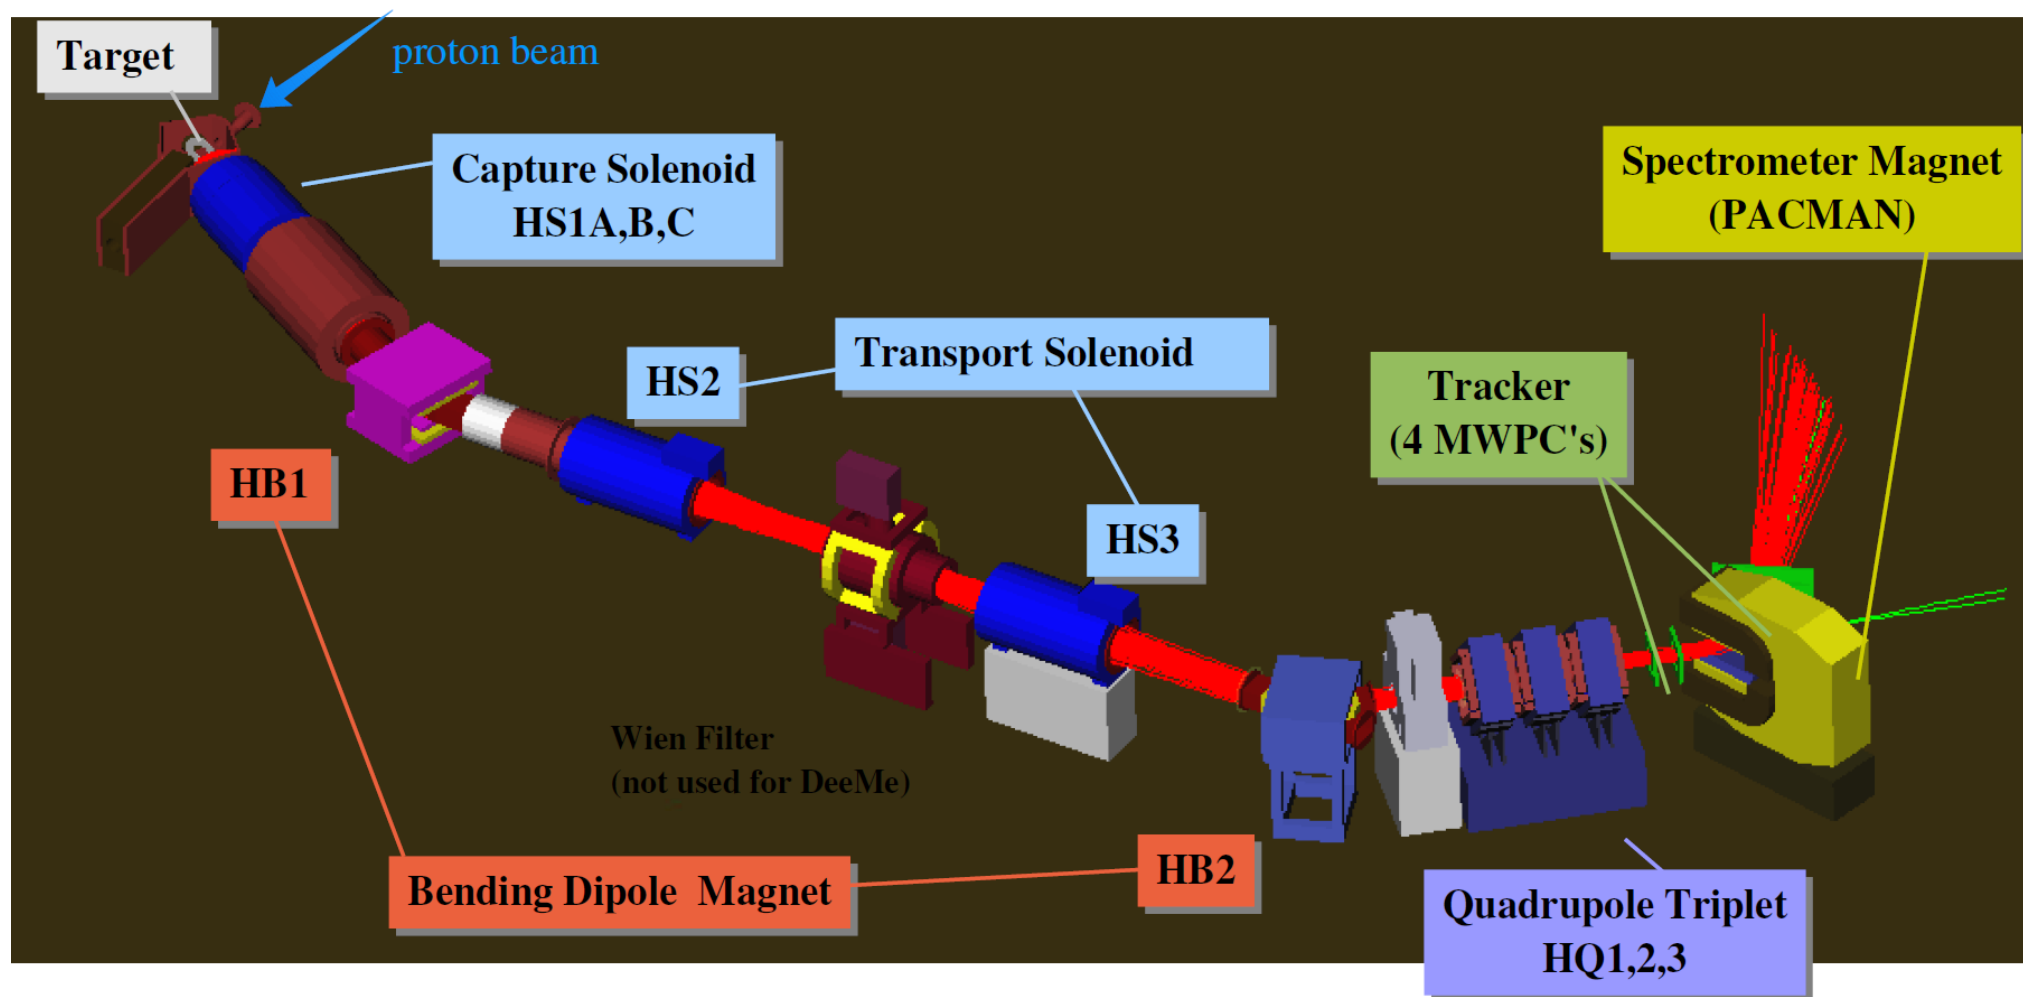 Target
proton beam
Capture Solenoid
HS1A,B,C
Spectrometer Magnet
(PACMAN)
HS2
Transport Solenoid
Tracker
(4 MWPC's)
HB1
HS3
Wien Filter
(not used for DeeMe)
Bending Dipole Magnet
HB2
Quadrupole Triplet
HQ1,2,3